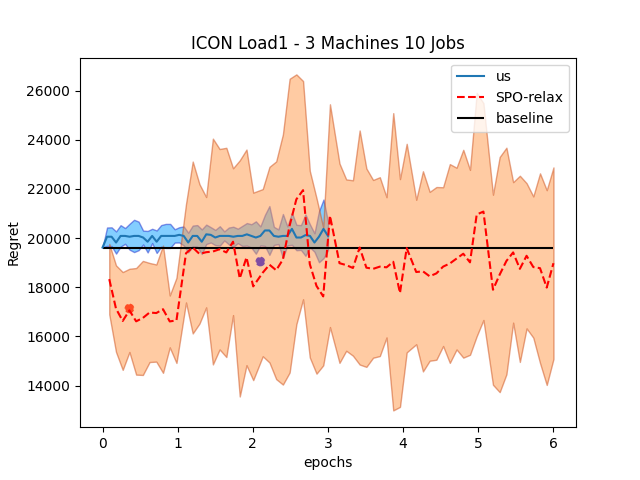 ICON Load1 - 3 Machines 10 Jobs
us
SPO-relax
baseline
Regret
26000
24000
22000
20000
18000
16000
14000
0 1 2 3 4 5 6
epochs